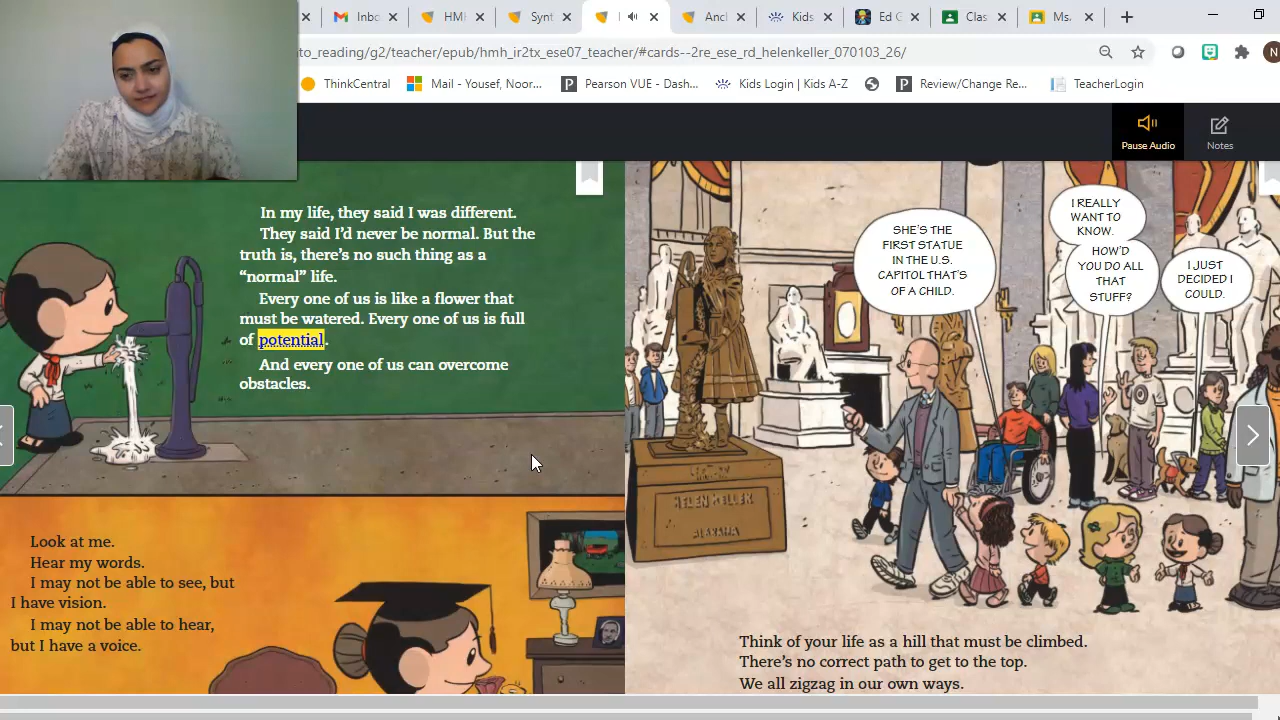 Inbc
HMH
Synt
I
Ancl
Kids
Ed C
Clas
Ms.
to_reading/g2/teacher/epub/hmh_ir2tx_ese07_teacher/#cards--2re_ese_rd_helenkeller_070103_26/
N
ThinkCentral
Mail - Yousef, Noor...
Pearson VUE - Dash...
Kids Login | Kids A-Z
Review/Change Re...
TeacherLogin
Pause Audio
Notes
In my life, they said I was different.
They said I'd never be normal. But the
truth is, there's no such thing as a
“normal” life.
Every one of us is like a flower that
must be watered. Every one of us is full
of potential.
And every one of us can overcome
obstacles.
Look at me.
Hear my words.
I may not be able to see, but
I have vision.
I may not be able to hear,
but I have a voice.
SHE'S THE
FIRST STATUE
IN THE U.S.
CAPITOL THAT'S
OF A CHILD.
I REALLY
WANT TO
KNOW.
HOW'D
YOU DO ALL
THAT
STUFF?
I JUST
DECIDED I
COULD.
HELEN KELLER
ALABAMA
Think of your life as a hill that must be climbed.
There's no correct path to get to the top.
We all zigzag in our own ways.